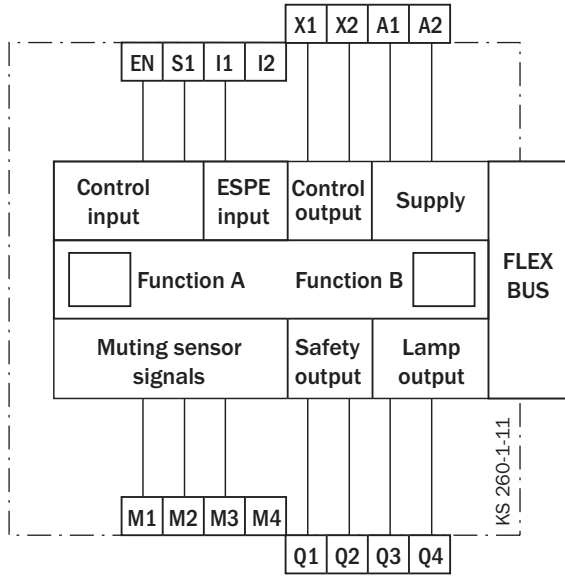 X1 X2 A1 A2
EN S1 I1 I2
Control input
ESPE input
Control output
Supply
FLEX BUS
Function A
Function B
Muting sensor signals
Safety output
Lamp output
KS 260-1-11
M1 M2 M3 M4
Q1 Q2 Q3 Q4